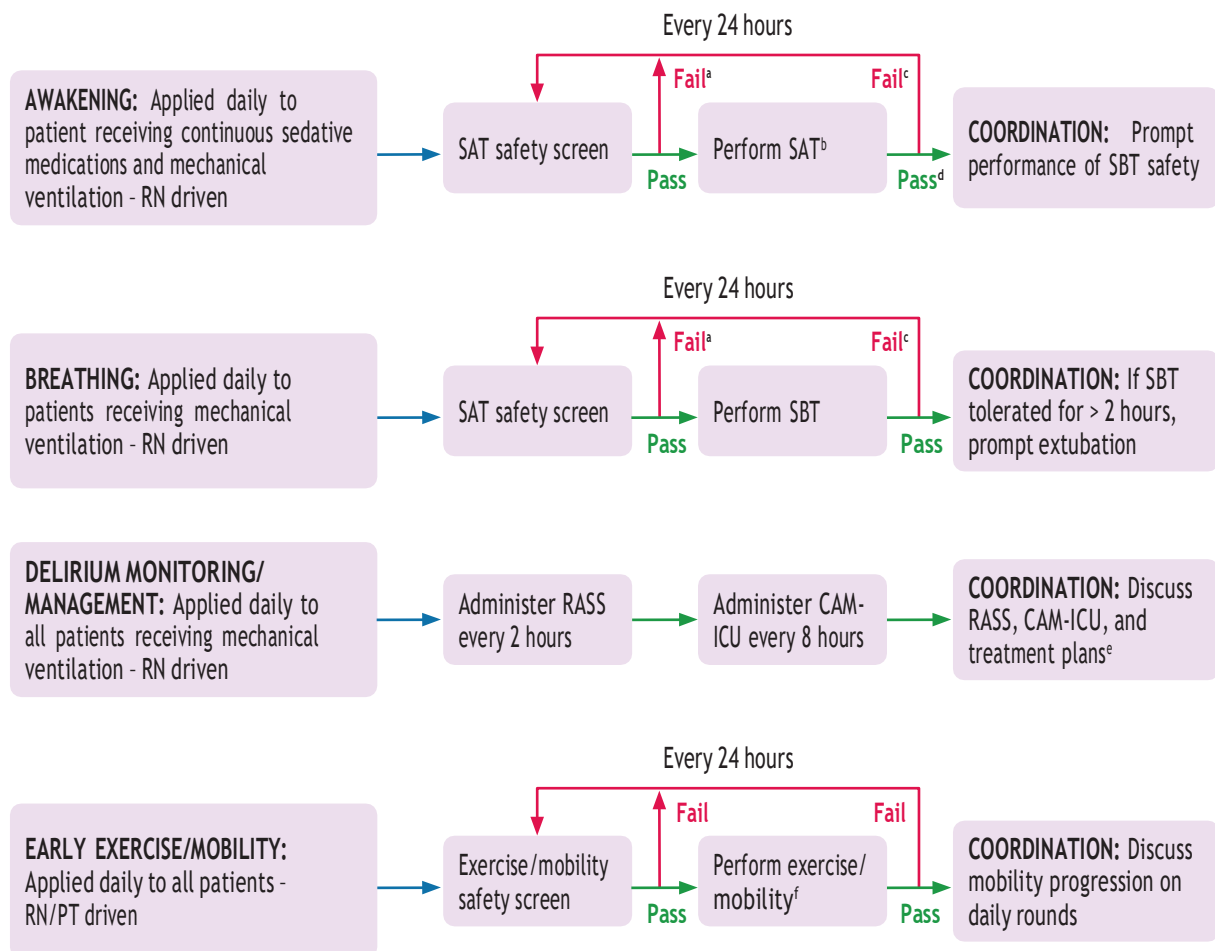 Every 24 hours
AWAKENING: Applied daily to
patient receiving continuous sedative
medications and mechanical
ventilation - RN driven
SAT safety screen
Failᵃ
Pass
Perform SATᵇ
Failᶜ
Passᵈ
COORDINATION: Prompt
performance of SBT safety
Every 24 hours
BREATHING: Applied daily to
patients receiving mechanical
ventilation - RN driven
SAT safety screen
Failᵃ
Pass
Perform SBT
Failᶜ
Pass
COORDINATION: If SBT
tolerated for > 2 hours,
prompt extubation
DELIRIUM MONITORING/
MANAGEMENT: Applied daily to
all patients receiving mechanical
ventilation - RN driven
Administer RASS
every 2 hours
Administer CAM-
ICU every 8 hours
COORDINATION: Discuss
RASS, CAM-ICU, and
treatment plansᵉ
Every 24 hours
EARLY EXERCISE/MOBILITY:
Applied daily to all patients -
RN/PT driven
Exercise/mobility
safety screen
Fail
Pass
Perform exercise/
mobilityᶠ
Fail
Pass
COORDINATION: Discuss
mobility progression on
daily rounds